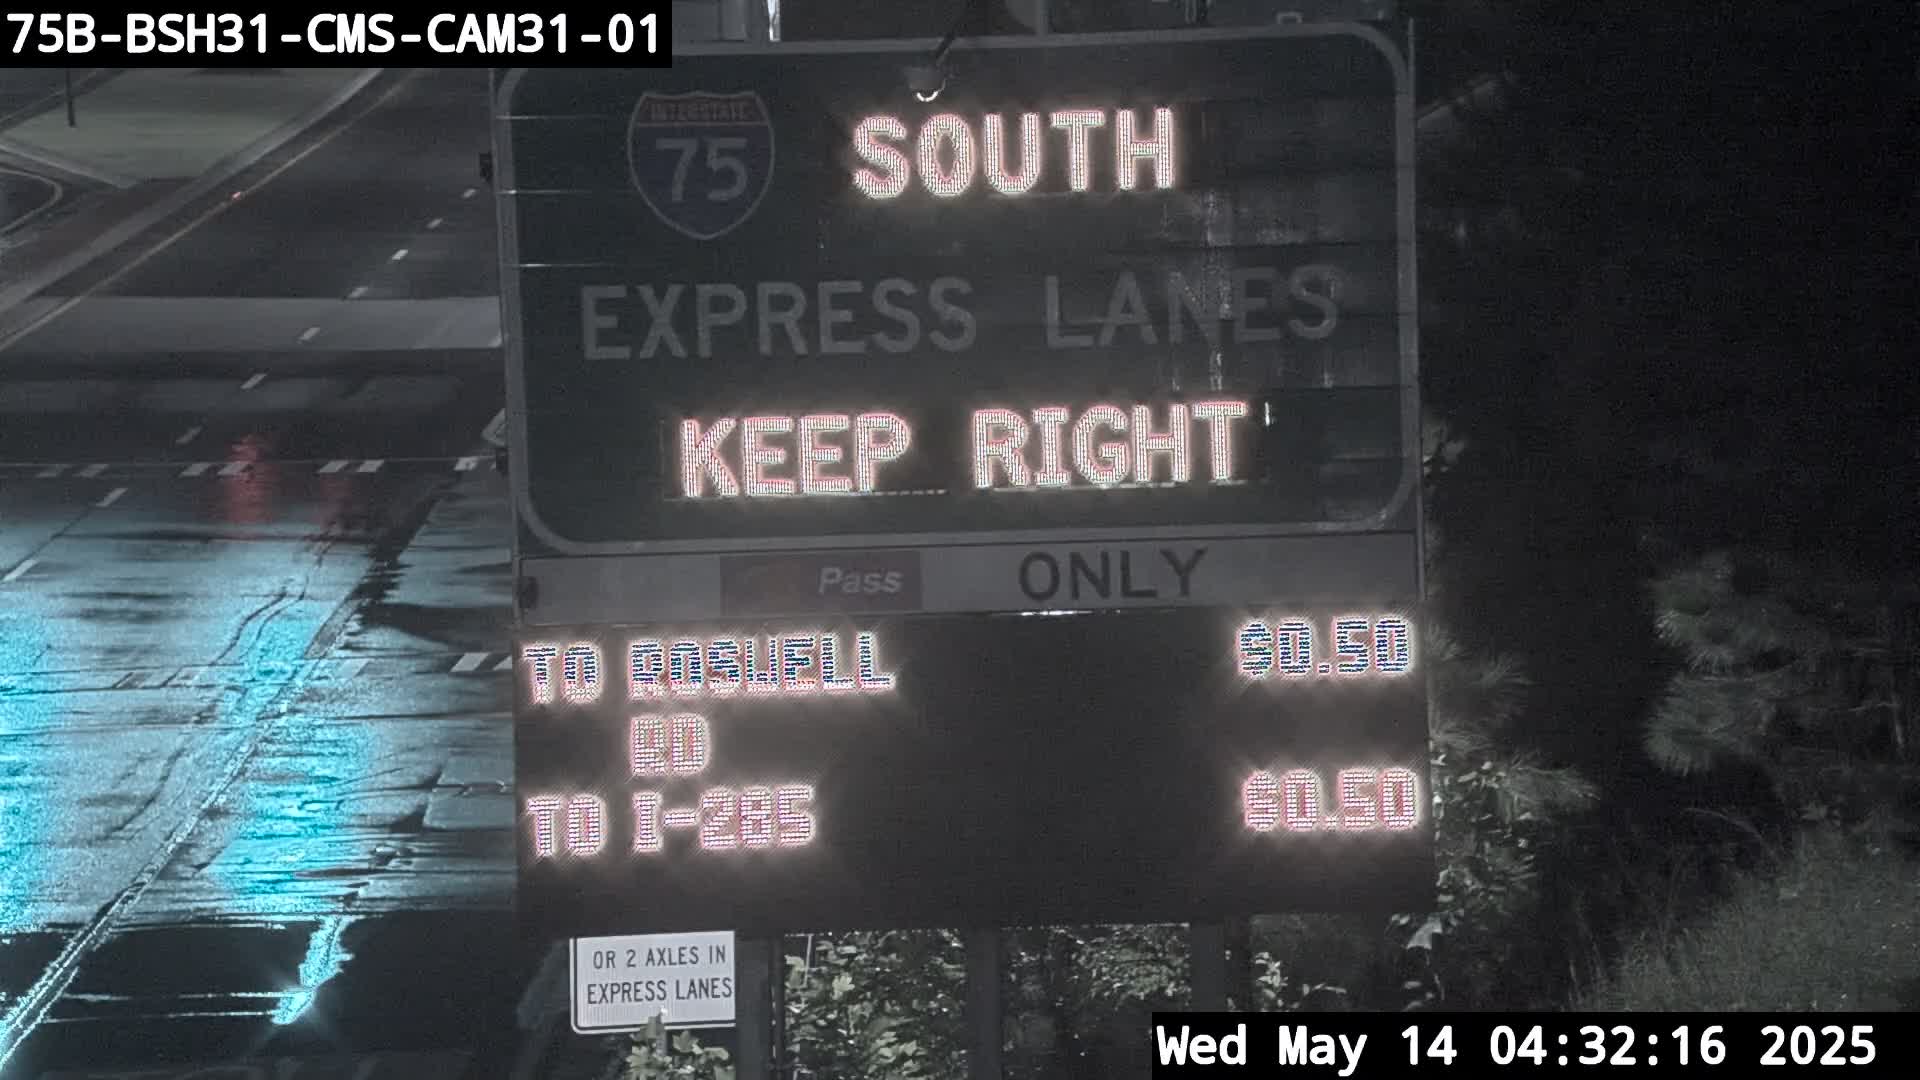 75B-BSH31-CMS-CAM31-01
INTERSTATE
75
SOUTH
EXPRESS LANES
KEEP RIGHT
Pass ONLY
TO ROSWELL $0.50
RD
TO I-285 $0.50
OR 2 AXLES IN
EXPRESS LANES
Wed May 14 04:32:16 2025